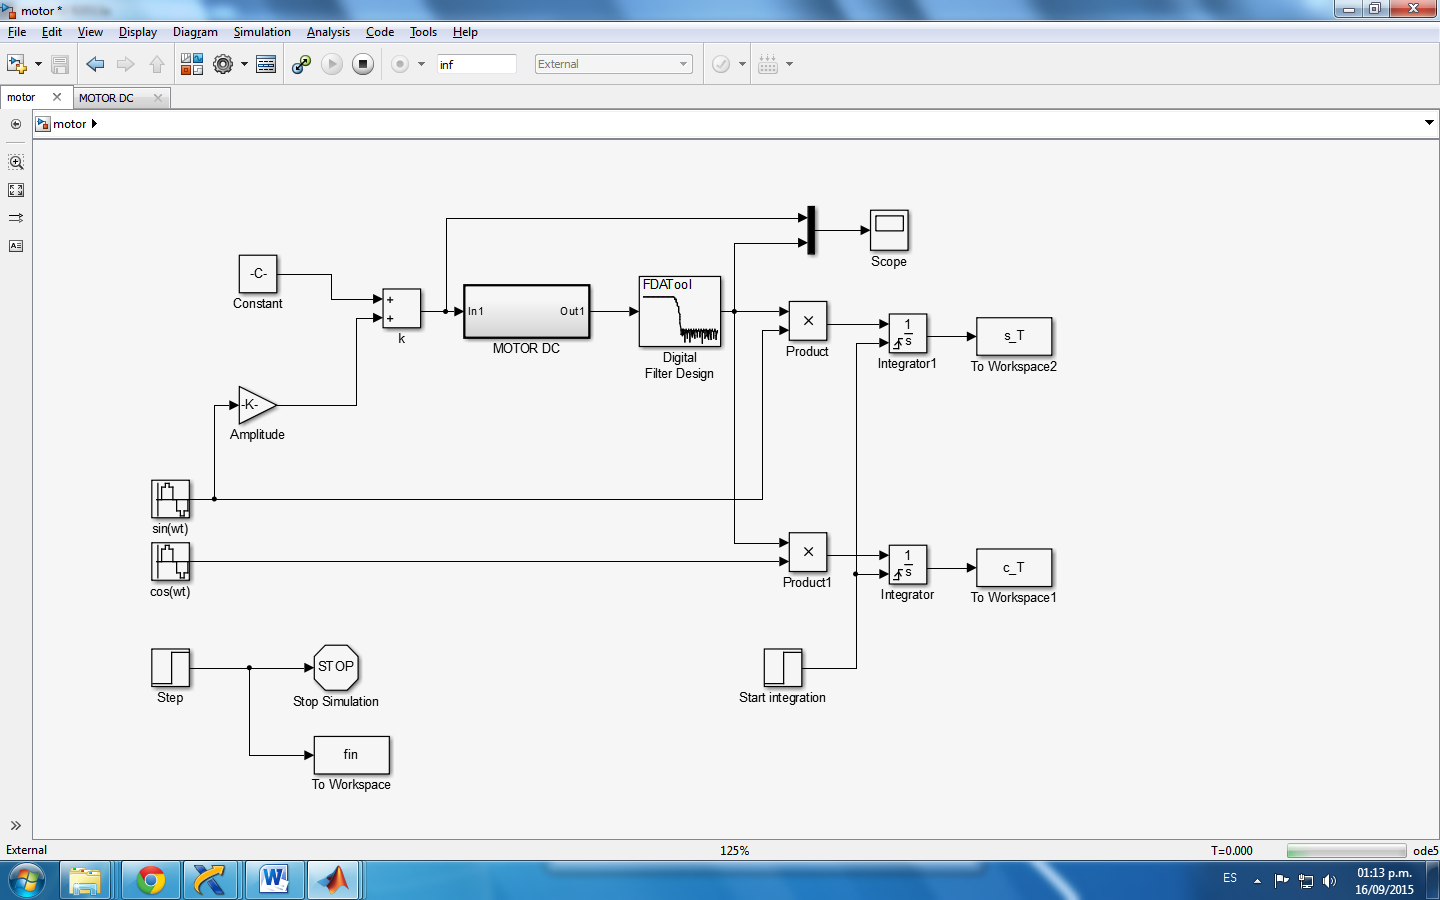 motor *
File Edit View Display Diagram Simulation Analysis Code Tools Help
inf External
motor MOTOR DC
motor
Scope
-C-
Constant
+
+
k
In1 Out1
MOTOR DC
FDATool
Digital
Filter Design
×
Product
1
s
Integrator1
s_T
To Workspace2
-K-
Amplitude
sin(wt)
cos(wt)
×
Product1
1
s
Integrator
c_T
To Workspace1
Step
STOP
Stop Simulation
Start integration
fin
To Workspace
External 125% T=0.000 ode5
ES 01:13 p.m.
16/09/2015